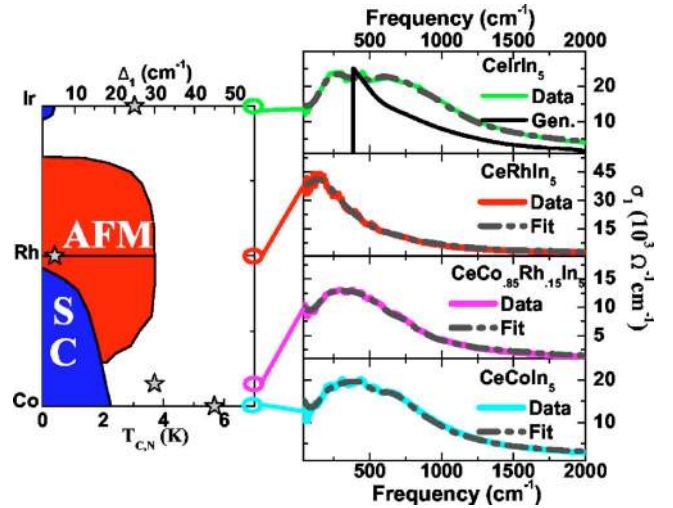 Frequency (cm⁻¹)
500 1000 1500 2000
Δ₁ (cm⁻¹)
0 10 20 30 40 50
Ir
Rh
Co
AFM
S
C
0 2 4 6
T_C,N (K)
CeIrIn₅
Data
Gen.
20
10
CeRhIn₅
Data
Fit
45
30
15
CeCo.₈₅Rh.₁₅In₅
Data
Fit
15
10
5
CeCoIn₅
Data
Fit
20
10
σ₁ (10³ Ω⁻¹cm⁻¹)
500 1000 1500 2000
Frequency (cm⁻¹)